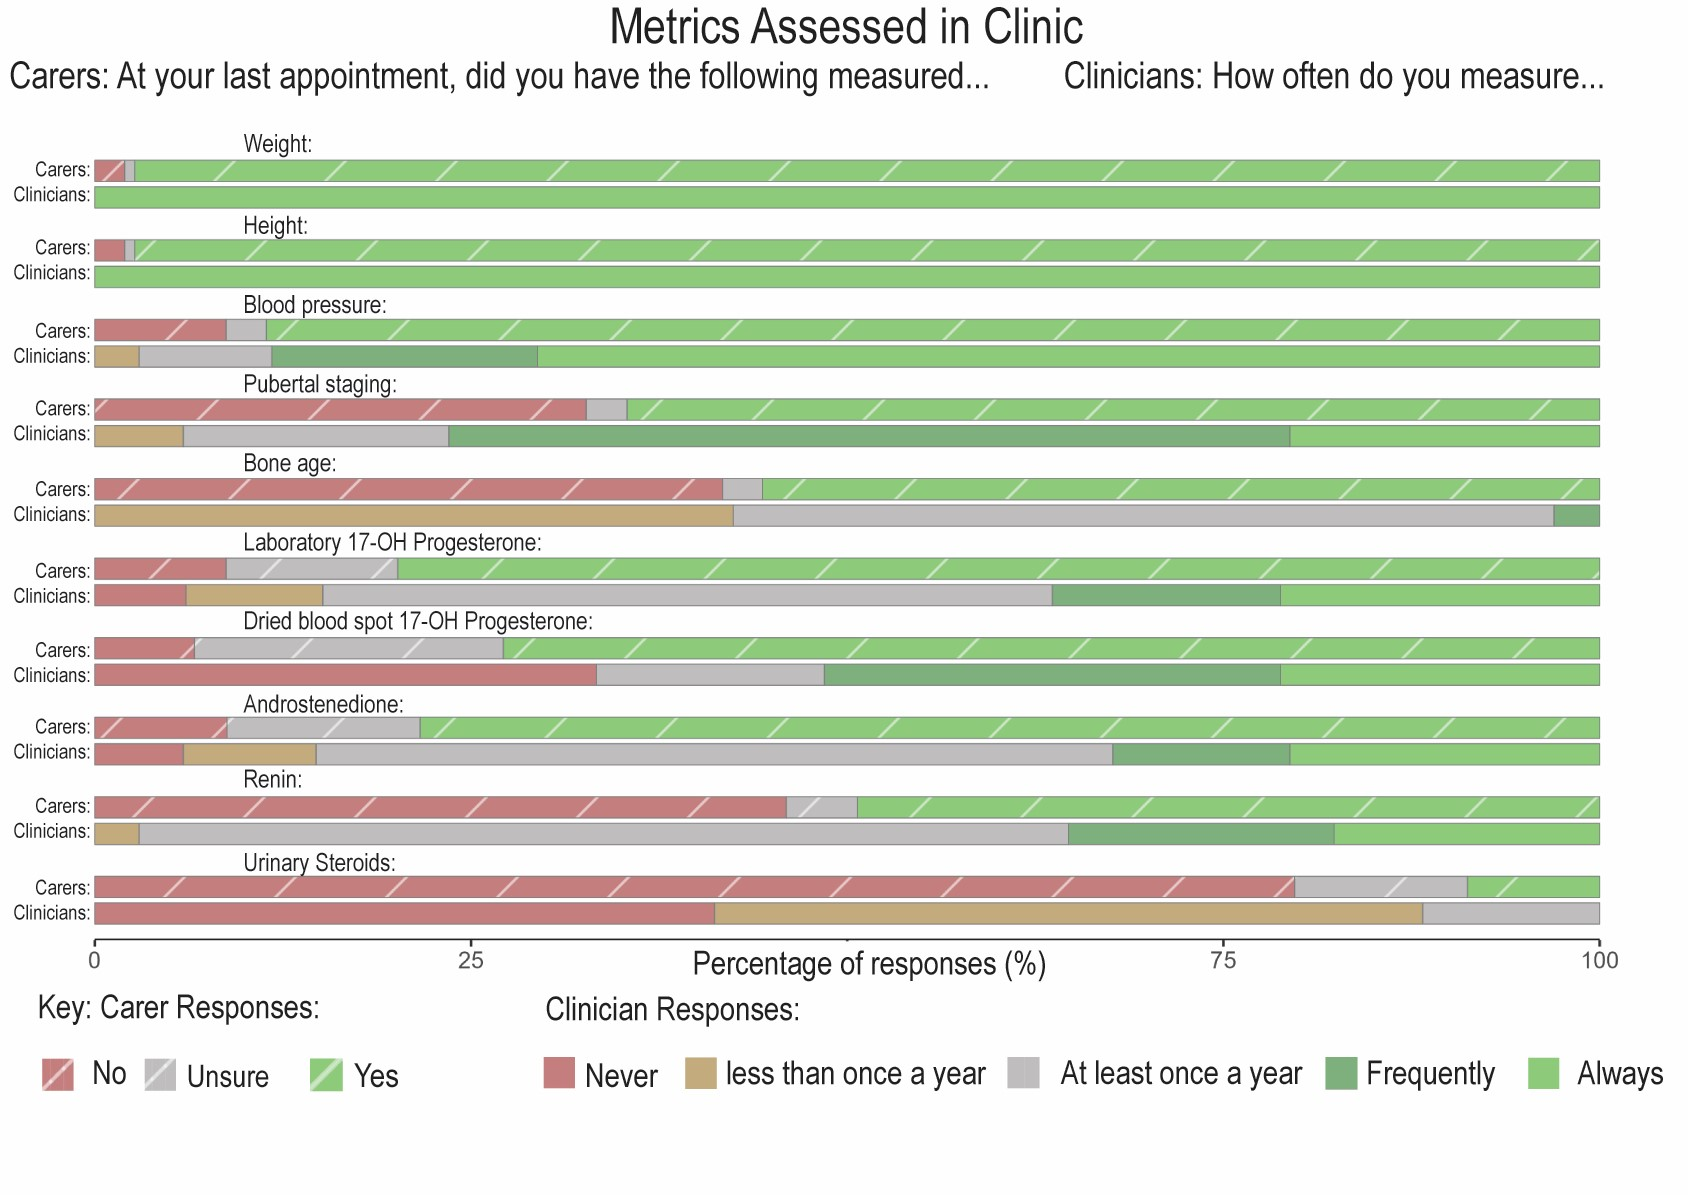 Metrics Assessed in Clinic
Carers: At your last appointment, did you have the following measured... Clinicians: How often do you measure...
Weight:
Carers:
Clinicians:
Height:
Carers:
Clinicians:
Blood pressure:
Carers:
Clinicians:
Pubertal staging:
Carers:
Clinicians:
Bone age:
Carers:
Clinicians:
Laboratory 17-OH Progesterone:
Carers:
Clinicians:
Dried blood spot 17-OH Progesterone:
Carers:
Clinicians:
Androstenedione:
Carers:
Clinicians:
Renin:
Carers:
Clinicians:
Urinary Steroids:
Carers:
Clinicians:
0 25 75 100
Percentage of responses (%)
Key: Carer Responses: Clinician Responses:
No Unsure Yes Never less than once a year At least once a year Frequently Always